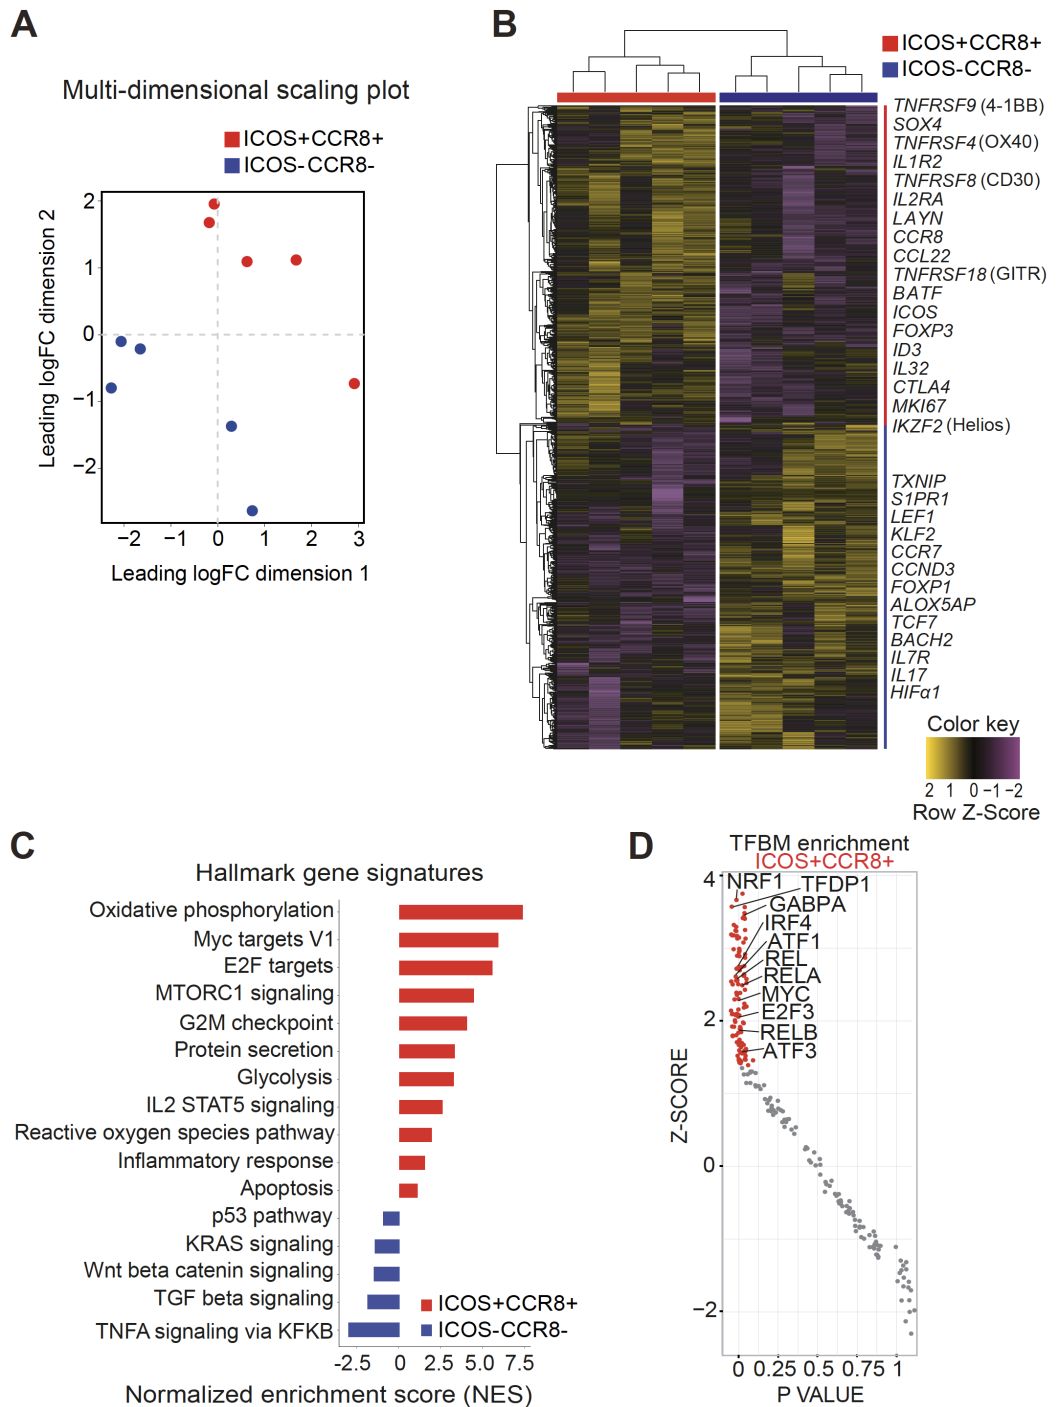 A
Multi-dimensional scaling plot
ICOS+CCR8+
ICOS-CCR8-
Leading logFC dimension 2
2
1
0
−1
−2
−2 −1 0 1 2 3
Leading logFC dimension 1
B
ICOS+CCR8+
ICOS-CCR8-
TNFRSF9 (4-1BB)
SOX4
TNFRSF4 (OX40)
IL1R2
TNFRSF8 (CD30)
IL2RA
LAYN
CCR8
CCL22
TNFRSF18 (GITR)
BATF
ICOS
FOXP3
ID3
IL32
CTLA4
MKI67
IKZF2 (Helios)
TXNIP
S1PR1
LEF1
KLF2
CCR7
CCND3
FOXP1
ALOX5AP
TCF7
BACH2
IL7R
IL17
HIFα1
Color key
2 1 0 −1 −2
Row Z-Score
C
Hallmark gene signatures
Oxidative phosphorylation
Myc targets V1
E2F targets
MTORC1 signaling
G2M checkpoint
Protein secretion
Glycolysis
IL2 STAT5 signaling
Reactive oxygen species pathway
Inflammatory response
Apoptosis
p53 pathway
KRAS signaling
Wnt beta catenin signaling
TGF beta signaling
TNFA signaling via KFKB
ICOS+CCR8+
ICOS-CCR8-
-2.5 0 2.5 5.0 7.5
Normalized enrichment score (NES)
D
TFBM enrichment
ICOS+CCR8+
Z-SCORE
4
2
0
−2
NRF1
TFDP1
GABPA
IRF4
ATF1
REL
RELA
MYC
E2F3
RELB
ATF3
0 0.25 0.5 0.75 1
P VALUE